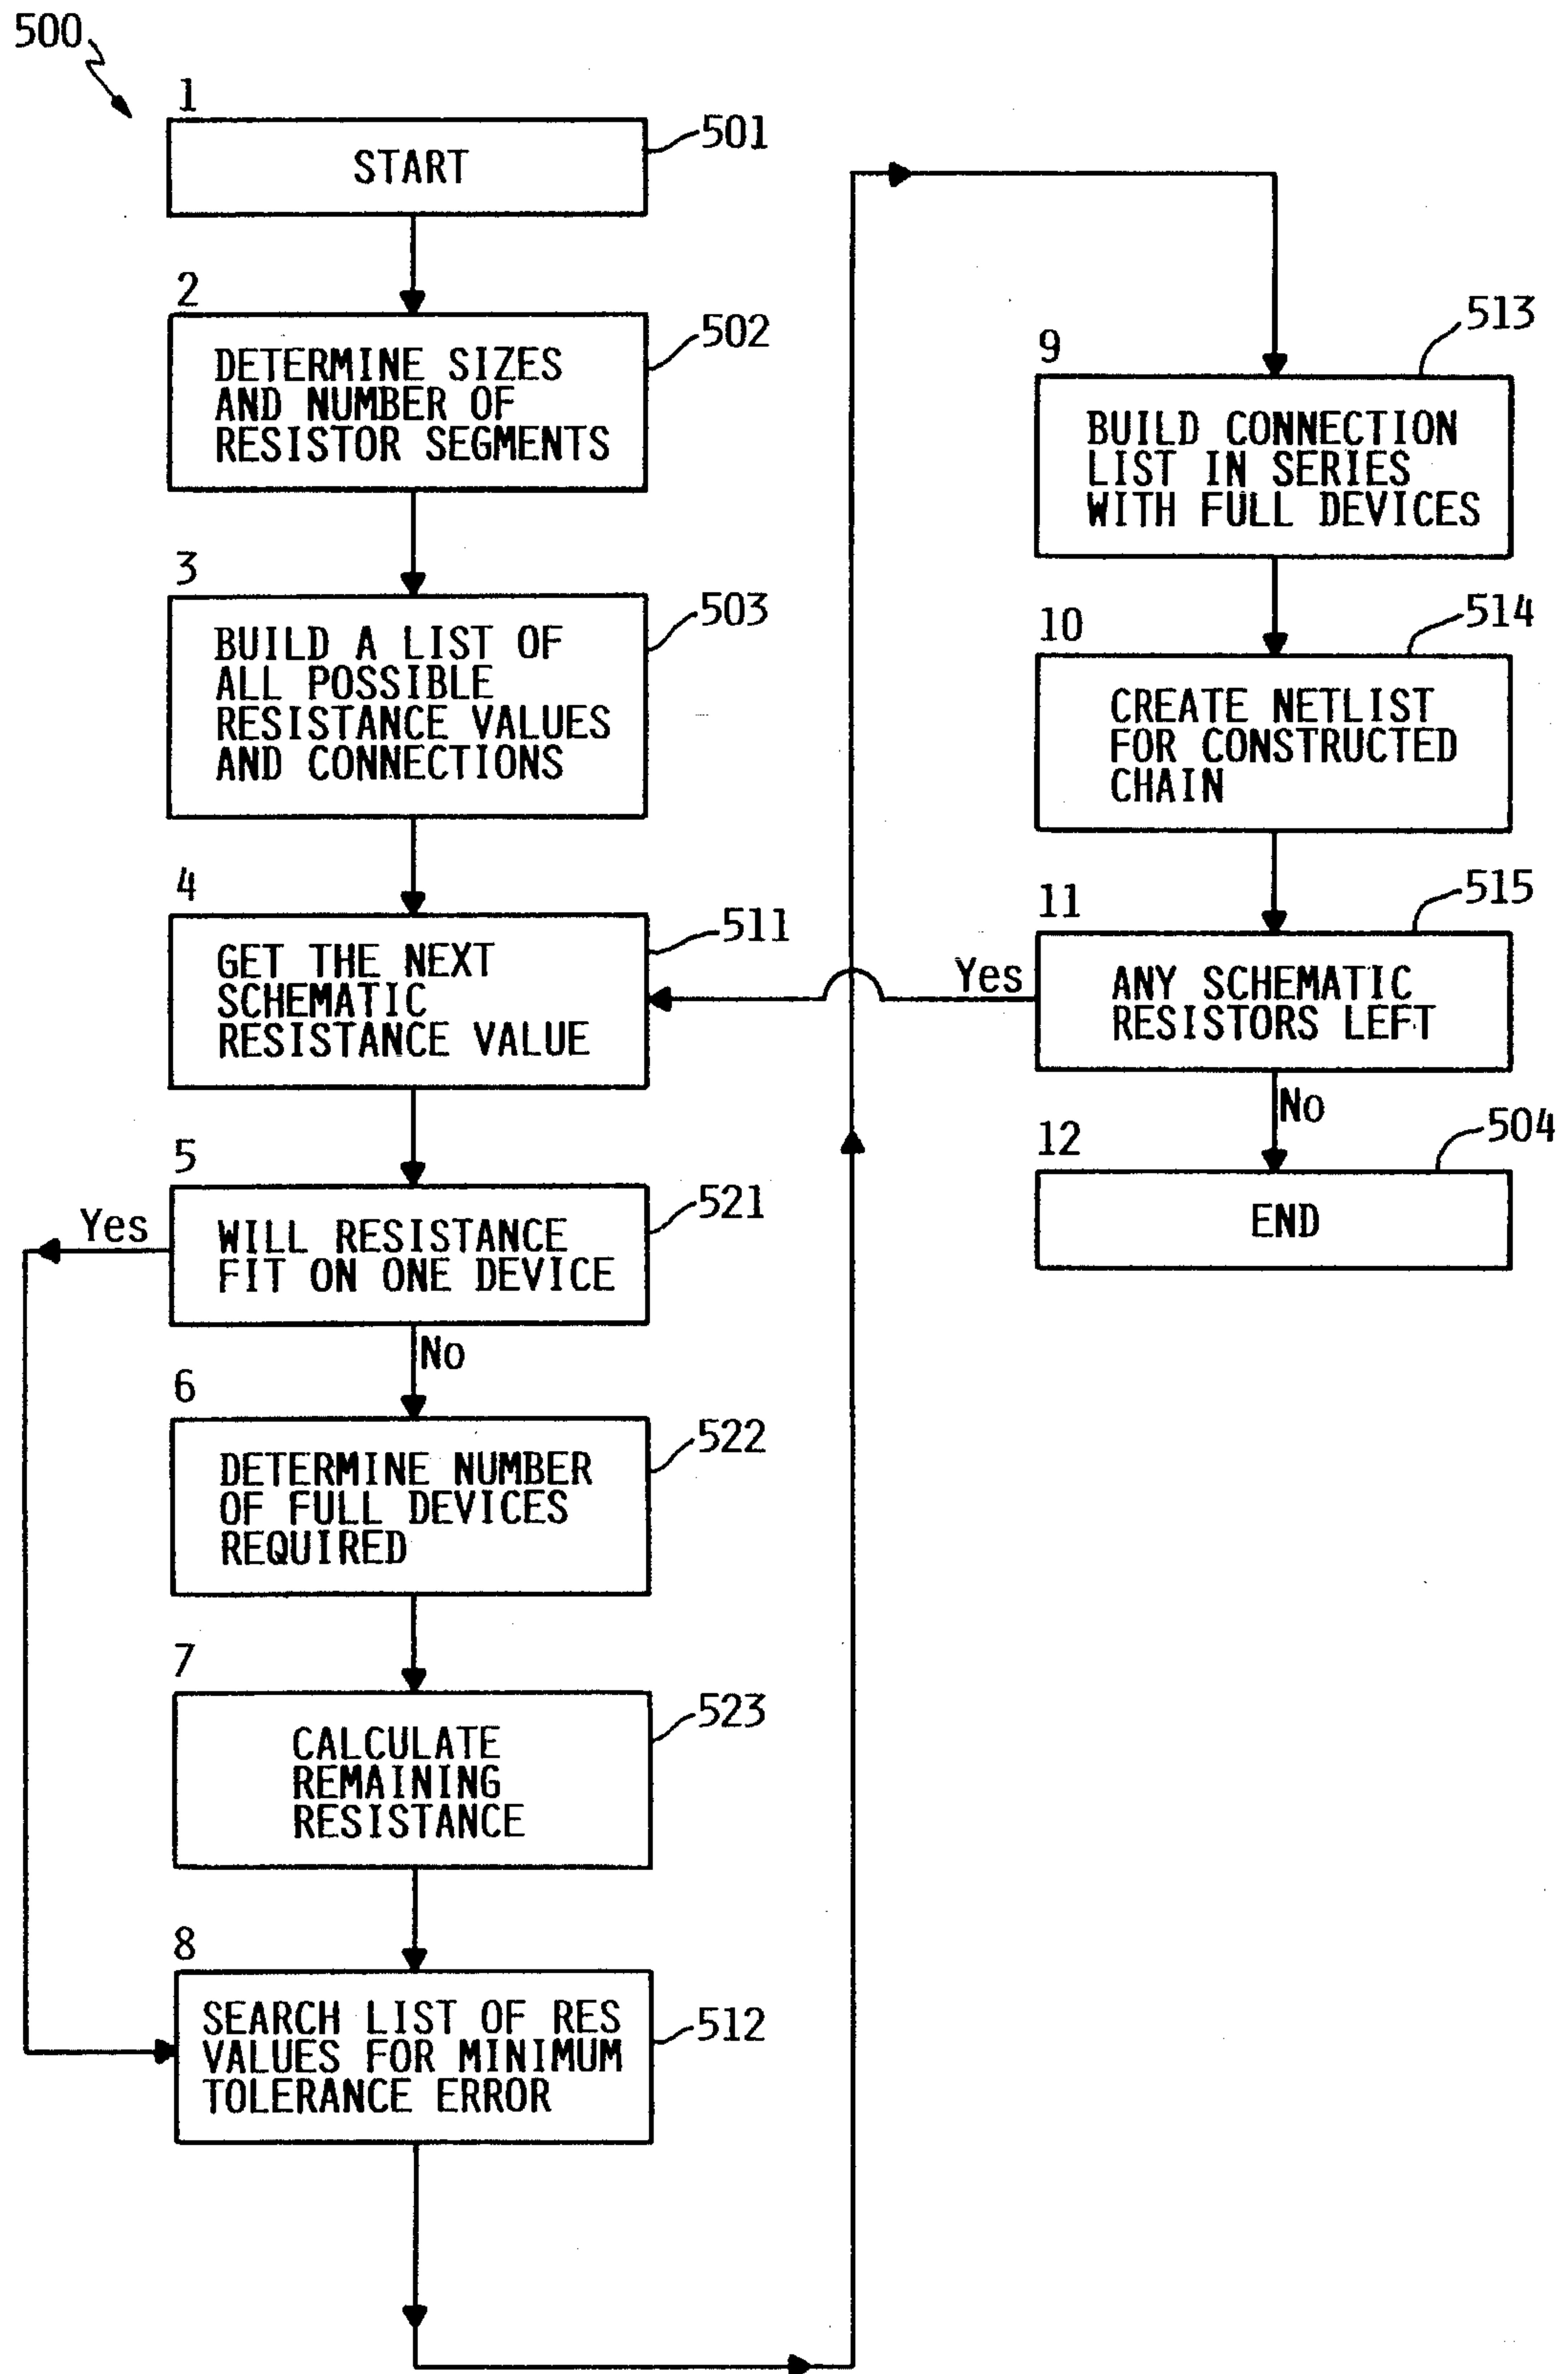 500
1
START
501
2
DETERMINE SIZES
AND NUMBER OF
RESISTOR SEGMENTS
502
3
BUILD A LIST OF
ALL POSSIBLE
RESISTANCE VALUES
AND CONNECTIONS
503
4
GET THE NEXT
SCHEMATIC
RESISTANCE VALUE
511
5
WILL RESISTANCE
FIT ON ONE DEVICE
521
Yes
No
6
DETERMINE NUMBER
OF FULL DEVICES
REQUIRED
522
7
CALCULATE
REMAINING
RESISTANCE
523
8
SEARCH LIST OF RES
VALUES FOR MINIMUM
TOLERANCE ERROR
512
9
BUILD CONNECTION
LIST IN SERIES
WITH FULL DEVICES
513
10
CREATE NETLIST
FOR CONSTRUCTED
CHAIN
514
11
ANY SCHEMATIC
RESISTORS LEFT
515
Yes
No
12
END
504